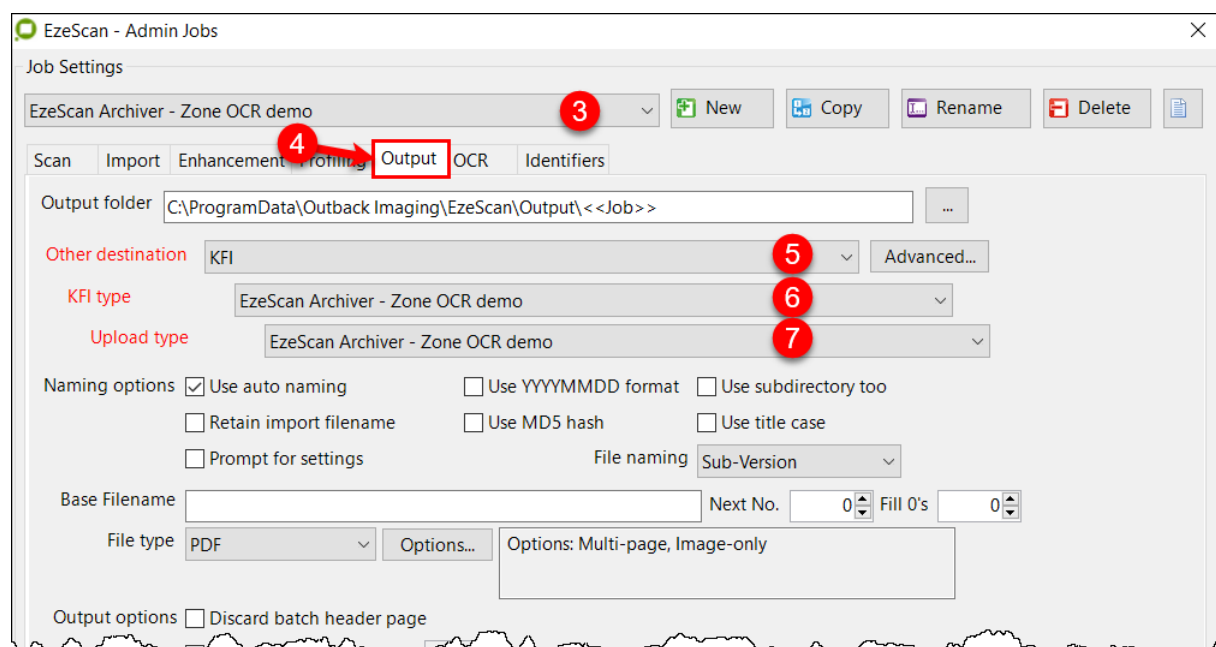 EzeScan - Admin Jobs
Job Settings
EzeScan Archiver - Zone OCR demo 3 New Copy Rename Delete
4
Scan Import Enhancement Profiling Output OCR Identifiers
Output folder C:\ProgramData\Outback Imaging\EzeScan\Output\<<Job>> ...
Other destination KFI 5 Advanced...
KFI type EzeScan Archiver - Zone OCR demo 6
Upload type EzeScan Archiver - Zone OCR demo 7
Naming options Use auto naming Use YYYYMMDD format Use subdirectory too
Retain import filename Use MD5 hash Use title case
Prompt for settings File naming Sub-Version
Base Filename Next No. 0 Fill 0's 0
File type PDF Options... Options: Multi-page, Image-only
Output options Discard batch header page